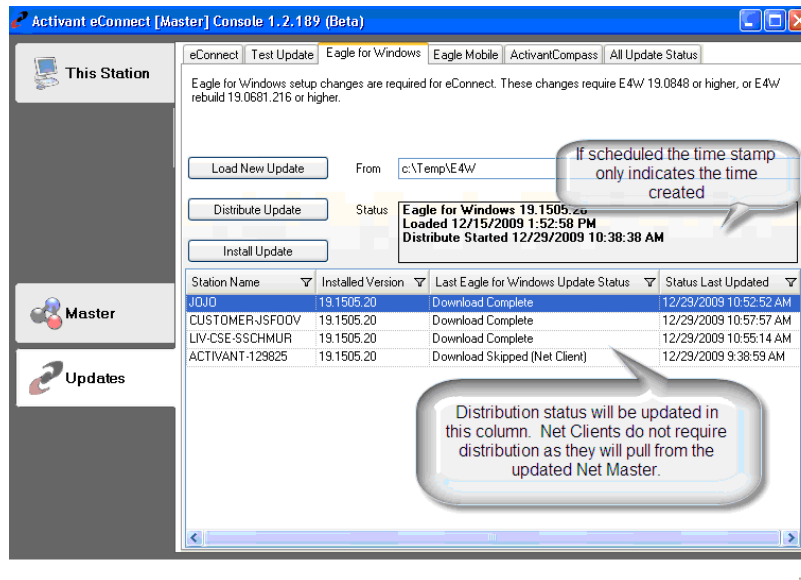 Activant eConnect [Master] Console 1.2.189 (Beta)
This Station
Master
Updates
eConnect
Test Update
Eagle for Windows
Eagle Mobile
ActivantCompass
All Update Status
Eagle for Windows setup changes are required for eConnect. These changes require E4W 19.0848 or higher, or E4W
rebuild 19.0681.216 or higher.
Load New Update
From
c:\Temp\E4W
If scheduled the time stamp
only indicates the time
created
Distribute Update
Status
Eagle for Windows 19.1505.20
Loaded 12/15/2009 1:52:58 PM
Distribute Started 12/29/2009 10:38:38 AM
Install Update
Station Name Installed Version Last Eagle for Windows Update Status Status Last Updated
JOJO 19.1505.20 Download Complete 12/29/2009 10:52:52 AM
CUSTOMER-JSFOOV 19.1505.20 Download Complete 12/29/2009 10:57:57 AM
LIV-CSE-SSCHMUR 19.1505.20 Download Complete 12/29/2009 10:55:14 AM
ACTIVANT-129825 19.1505.20 Download Skipped (Net Client) 12/29/2009 9:38:59 AM
Distribution status will be updated in
this column. Net Clients do not require
distribution as they will pull from the
updated Net Master.